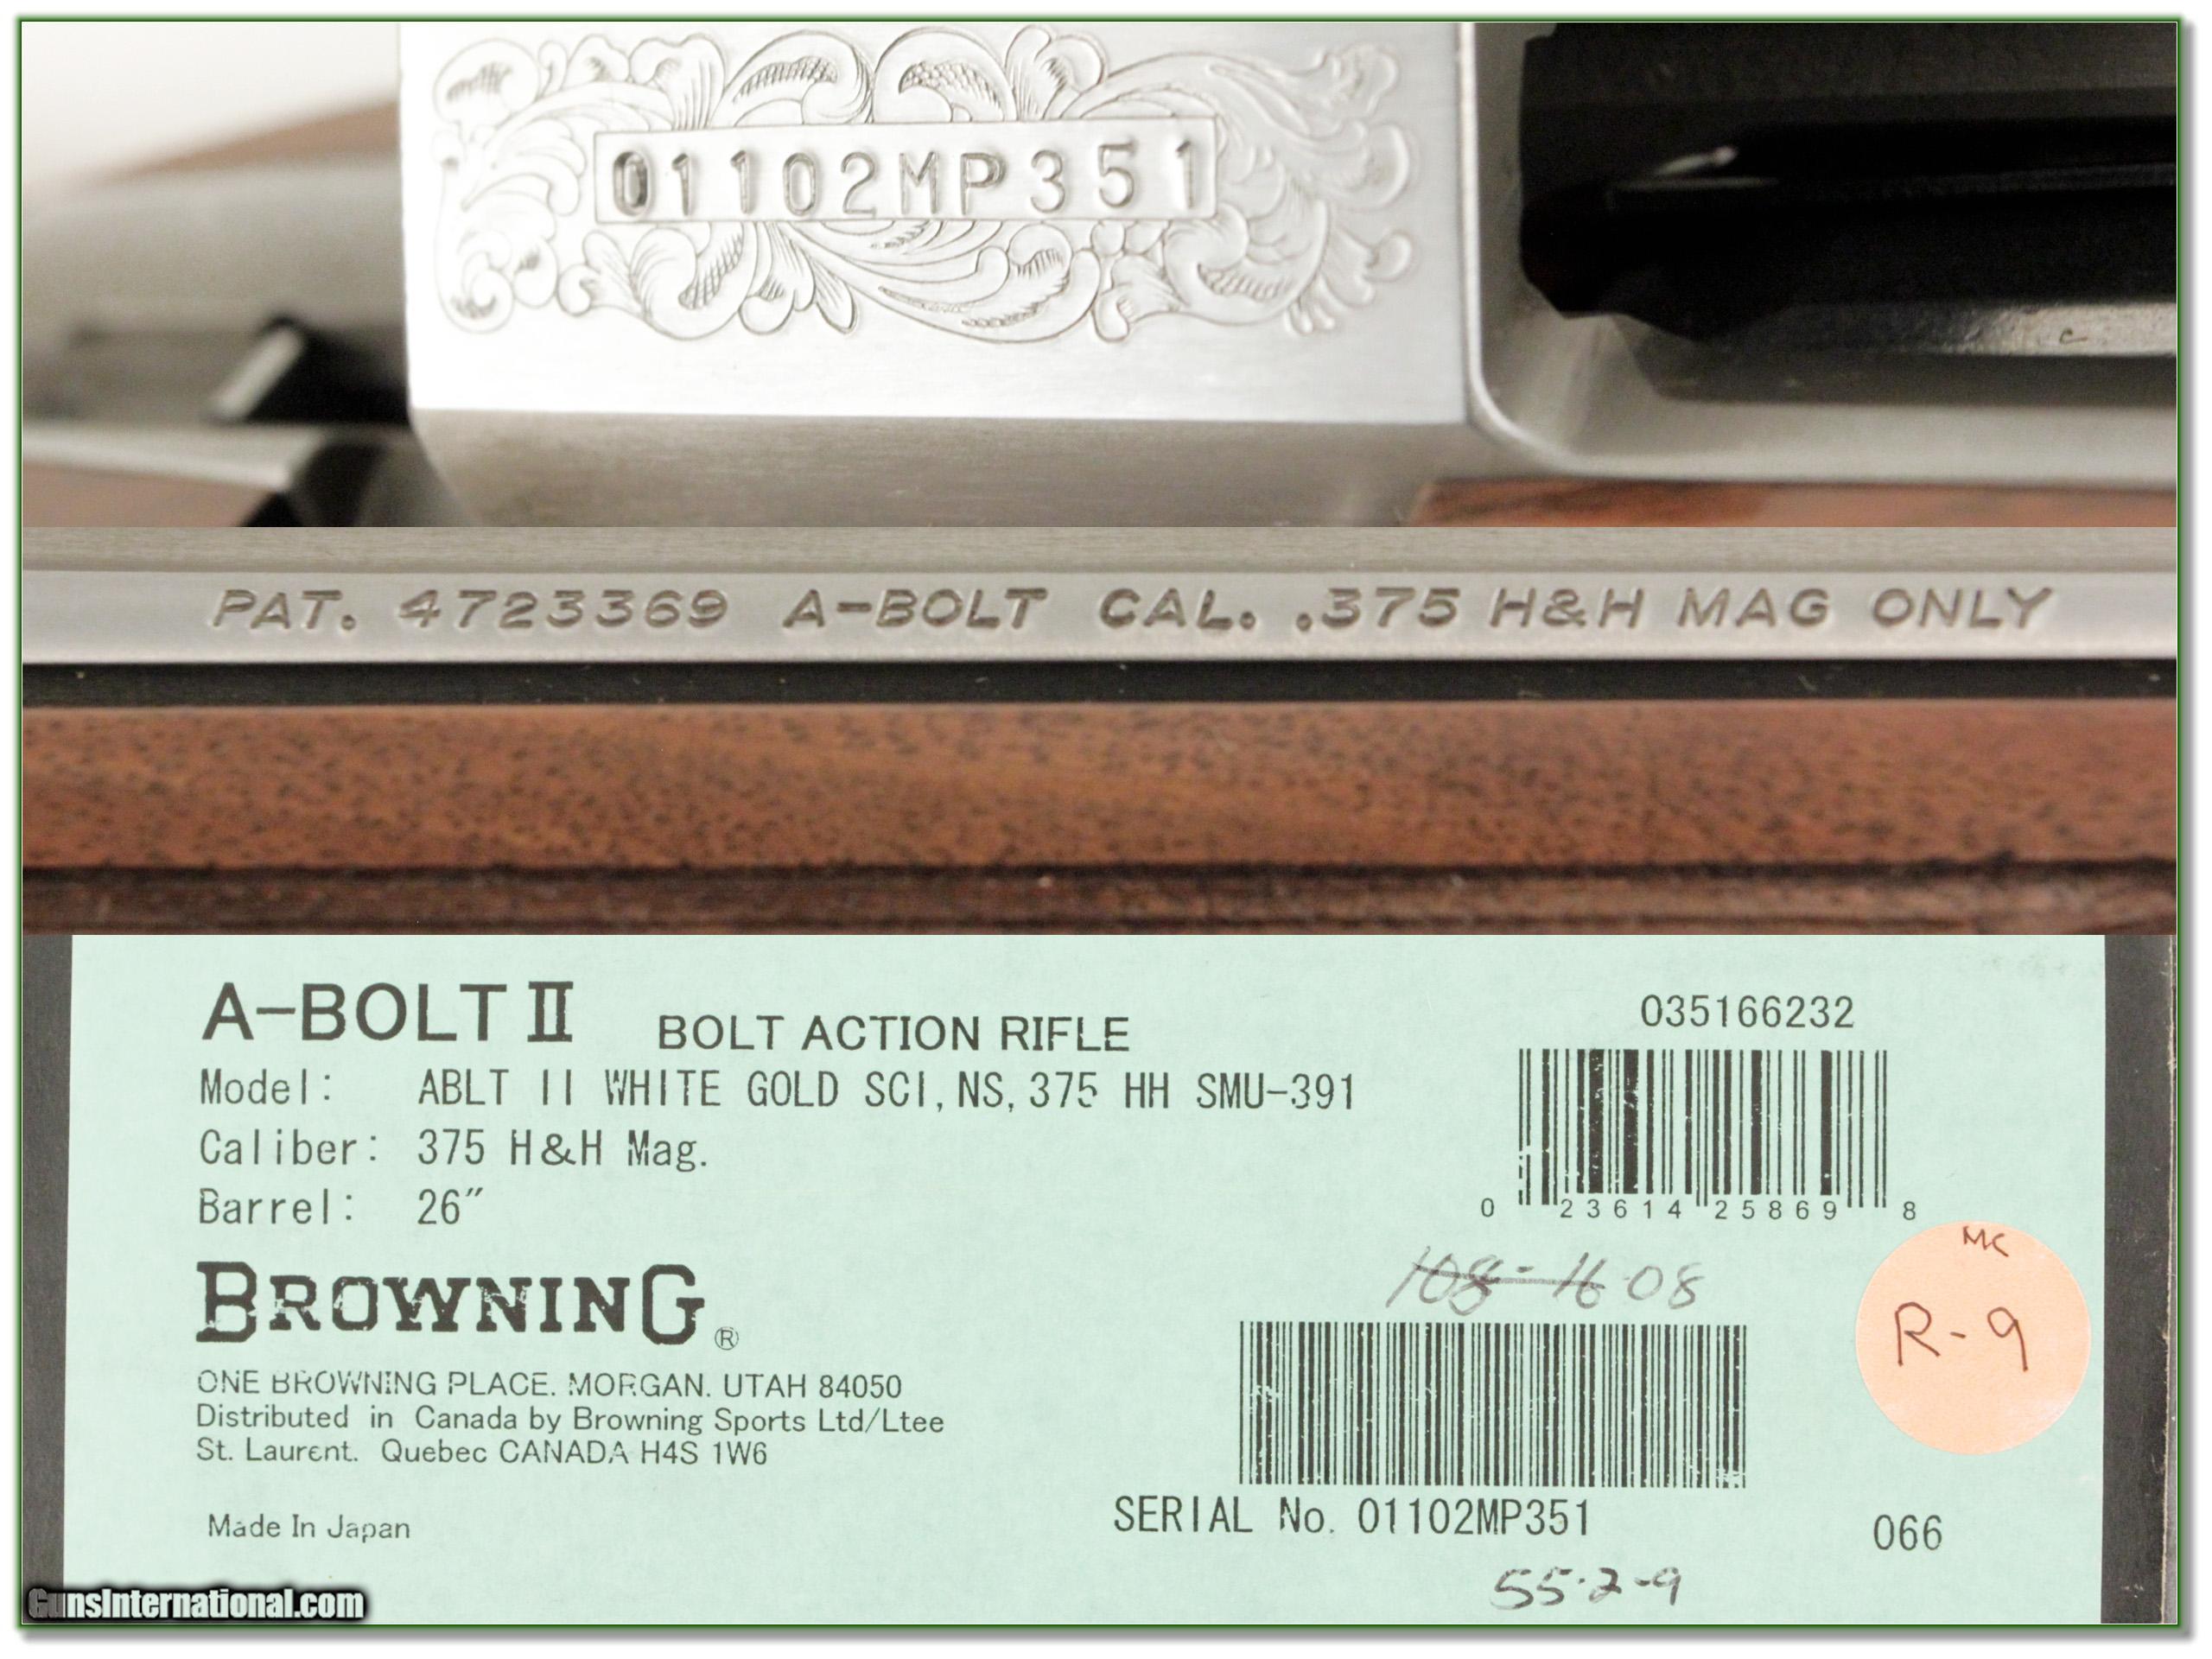 01102MP351
PAT. 4723369 A-BOLT CAL. .375 H&H MAG ONLY
A-BOLT II BOLT ACTION RIFLE
035166232
Model: ABLT II WHITE GOLD SCI,NS,375 HH SMU-391
Caliber: 375 H&H Mag.
Barrel: 26"
0 23614 25869 8
MC
R-9
108-1608
BROWNING®
ONE BROWNING PLACE. MORGAN. UTAH 84050
Distributed in Canada by Browning Sports Ltd/Ltee
St. Laurent. Quebec CANADA H4S 1W6
Made In Japan
SERIAL No. 01102MP351
066
55-2-9
GunsInternational.com